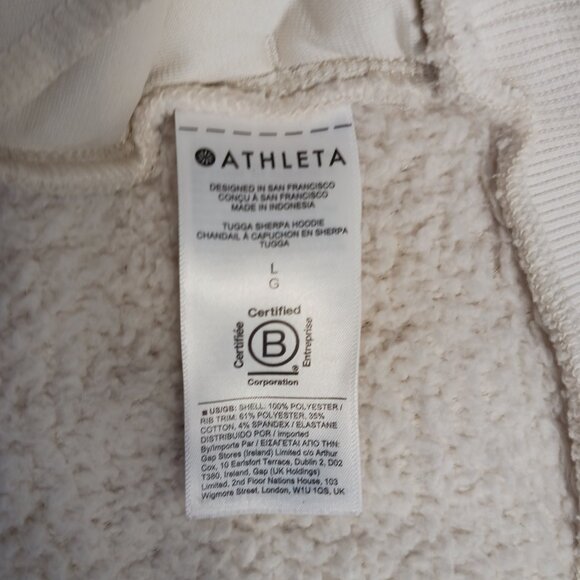 ATHLETA
DESIGNED IN SAN FRANCISCO
CONÇU À SAN FRANCISCO
MADE IN INDONESIA
TUGGA SHERPA HOODIE
CHANDAIL À CAPUCHON EN SHERPA
TUGGA
L
G
Certified
Certifiée
B
Entreprise
®
Corporation
■ US/GB: SHELL: 100% POLYESTER /
RIB TRIM: 61% POLYESTER, 35%
COTTON, 4% SPANDEX / ELASTANE
DISTRIBUIDO POR / Imported
By/Importe Par / ΕΙΣΑΓΕΤΑΙ ΑΠΟ ΤΗΝ:
Gap Stores (Ireland) Limited c/o Arthur
Cox, 10 Earlsfort Terrace, Dublin 2, D02
T380, Ireland, Gap (UK Holdings)
Limited, 2nd Floor Nations House, 103
Wigmore Street, London, W1U 1QS, UK